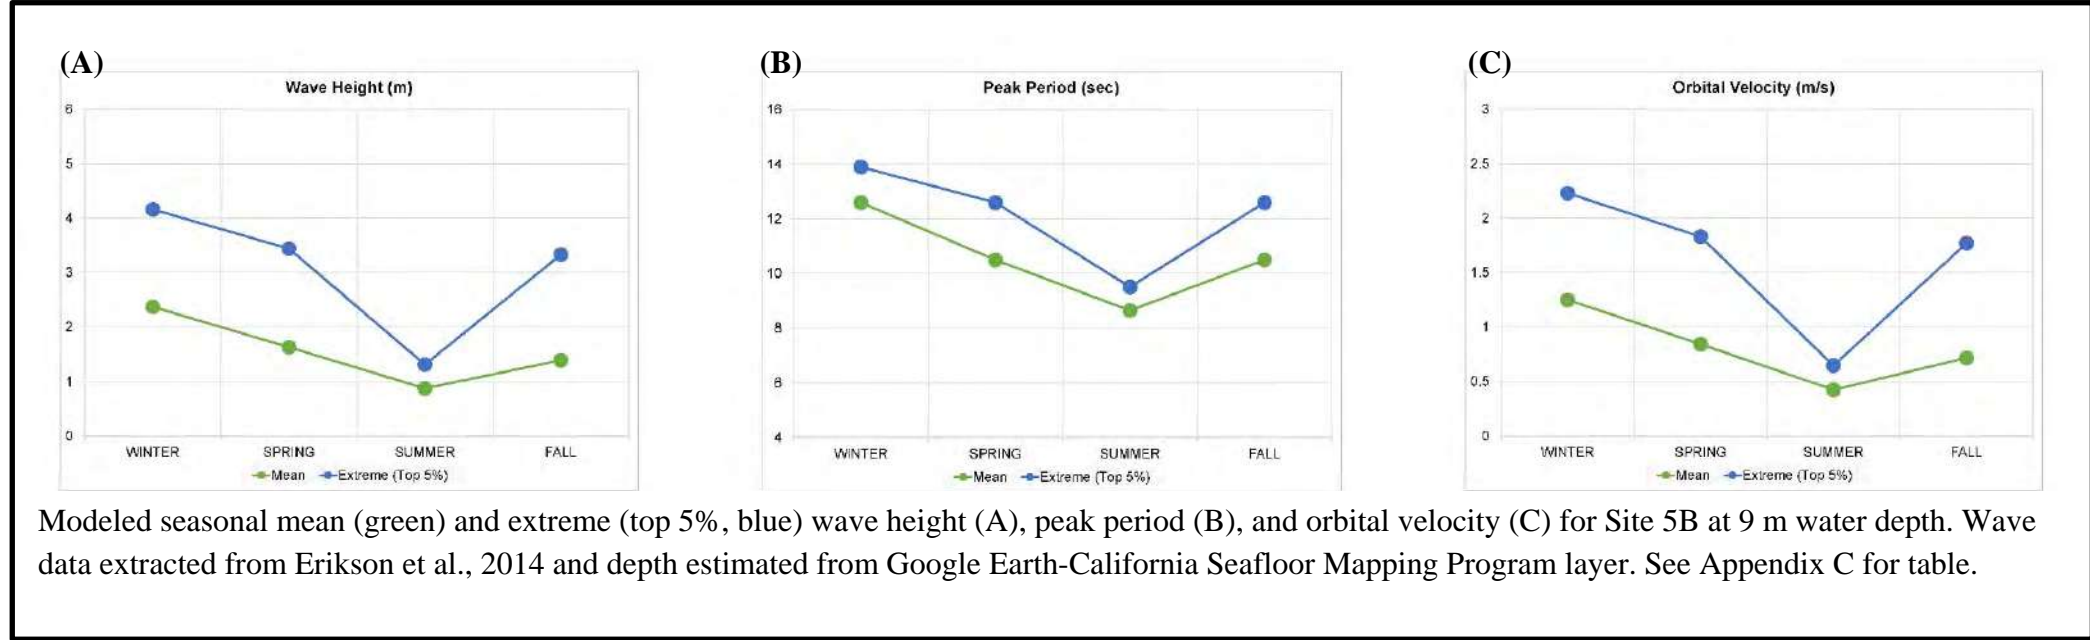 (A)
Wave Height (m)
6
5
4
3
2
1
0
WINTER SPRING SUMMER FALL
Mean Extreme (Top 5%)
(B)
Peak Period (sec)
16
14
12
10
8
6
4
WINTER SPRING SUMMER FALL
Mean Extreme (Top 5%)
(C)
Orbital Velocity (m/s)
3
2.5
2
1.5
1
0.5
0
WINTER SPRING SUMMER FALL
Mean Extreme (Top 5%)
Modeled seasonal mean (green) and extreme (top 5%, blue) wave height (A), peak period (B), and orbital velocity (C) for Site 5B at 9 m water depth. Wave
data extracted from Erikson et al., 2014 and depth estimated from Google Earth-California Seafloor Mapping Program layer. See Appendix C for table.